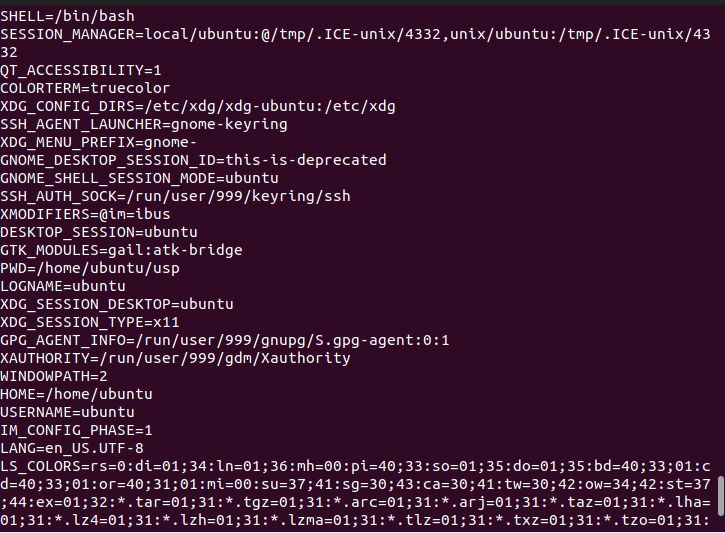 SHELL=/bin/bash
SESSION_MANAGER=local/ubuntu:@/tmp/.ICE-unix/4332,unix/ubuntu:/tmp/.ICE-unix/43
32
QT_ACCESSIBILITY=1
COLORTERM=truecolor
XDG_CONFIG_DIRS=/etc/xdg/xdg-ubuntu:/etc/xdg
SSH_AGENT_LAUNCHER=gnome-keyring
XDG_MENU_PREFIX=gnome-
GNOME_DESKTOP_SESSION_ID=this-is-deprecated
GNOME_SHELL_SESSION_MODE=ubuntu
SSH_AUTH_SOCK=/run/user/999/keyring/ssh
XMODIFIERS=@im=ibus
DESKTOP_SESSION=ubuntu
GTK_MODULES=gail:atk-bridge
PWD=/home/ubuntu/usp
LOGNAME=ubuntu
XDG_SESSION_DESKTOP=ubuntu
XDG_SESSION_TYPE=x11
GPG_AGENT_INFO=/run/user/999/gnupg/S.gpg-agent:0:1
XAUTHORITY=/run/user/999/gdm/Xauthority
WINDOWPATH=2
HOME=/home/ubuntu
USERNAME=ubuntu
IM_CONFIG_PHASE=1
LANG=en_US.UTF-8
LS_COLORS=rs=0:di=01;34:ln=01;36:mh=00:pi=40;33:so=01;35:do=01;35:bd=40;33;01:c
d=40;33;01:or=40;31;01:mi=00:su=37;41:sg=30;43:ca=30;41:tw=30;42:ow=34;42:st=37
;44:ex=01;32:*.tar=01;31:*.tgz=01;31:*.arc=01;31:*.arj=01;31:*.taz=01;31:*.lha=
01;31:*.lz4=01;31:*.lzh=01;31:*.lzma=01;31:*.tlz=01;31:*.txz=01;31:*.tzo=01;31: